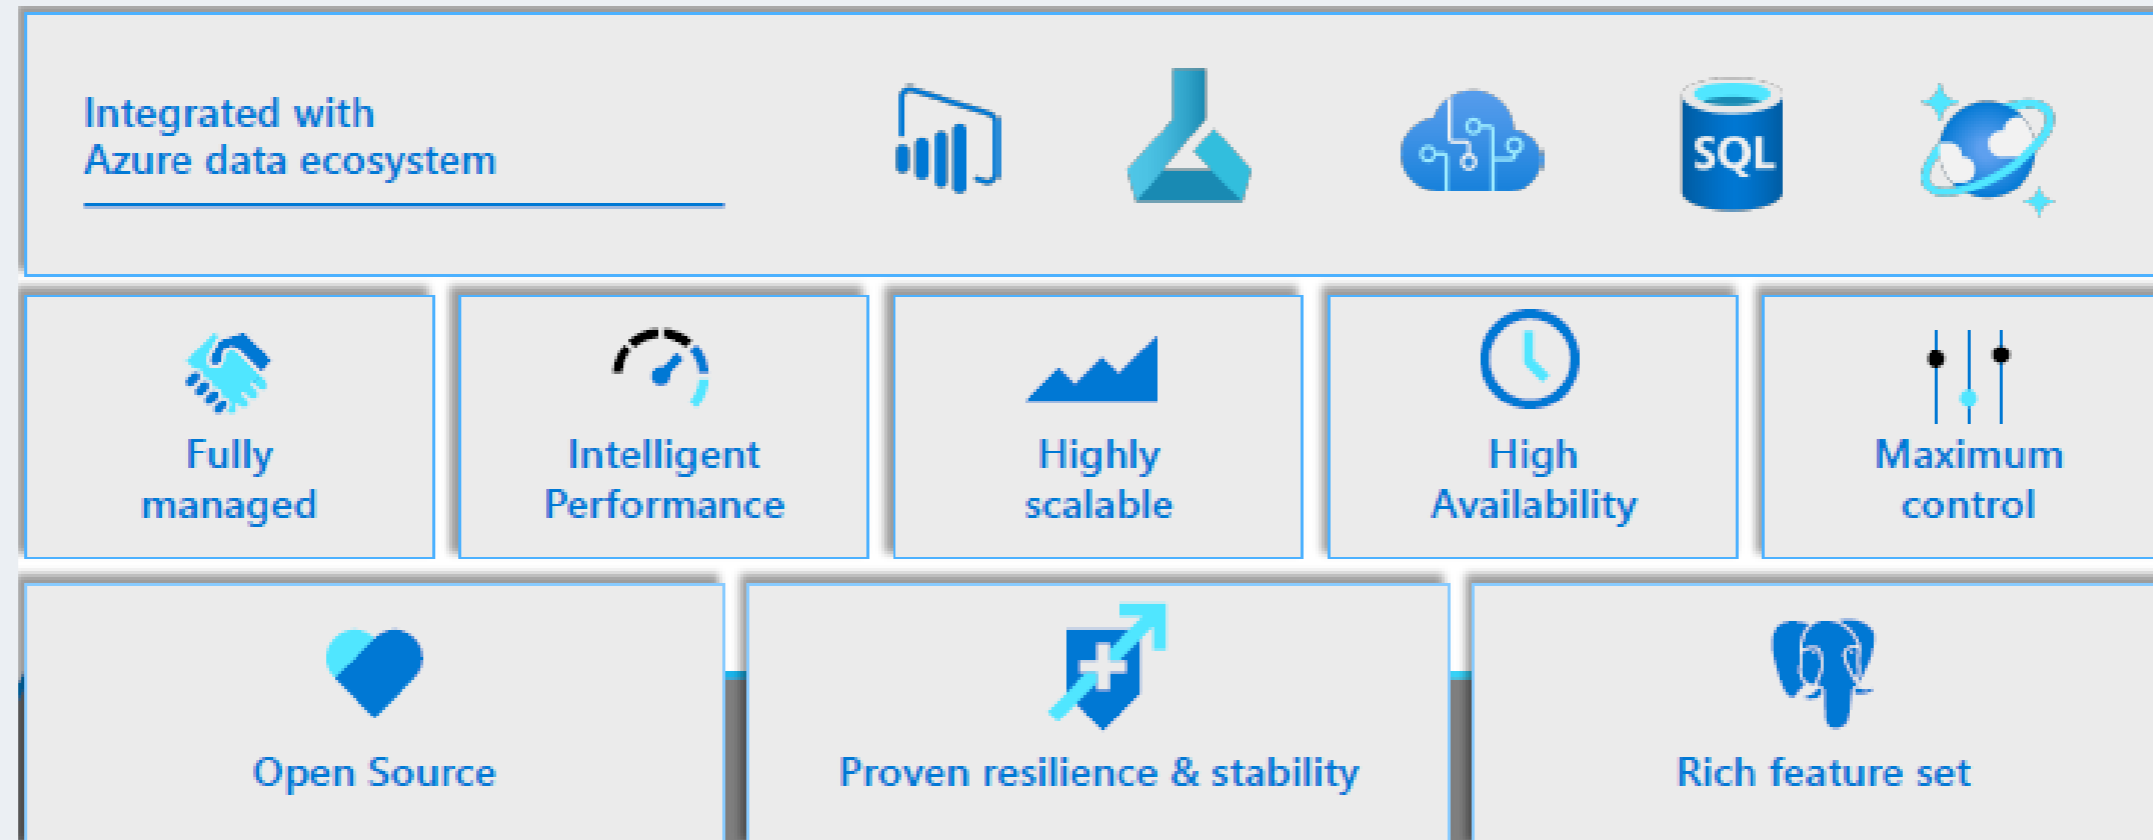 Integrated with
Azure data ecosystem
SQL
Fully
managed
Intelligent
Performance
Highly
scalable
High
Availability
Maximum
control
Open Source
Proven resilience & stability
Rich feature set